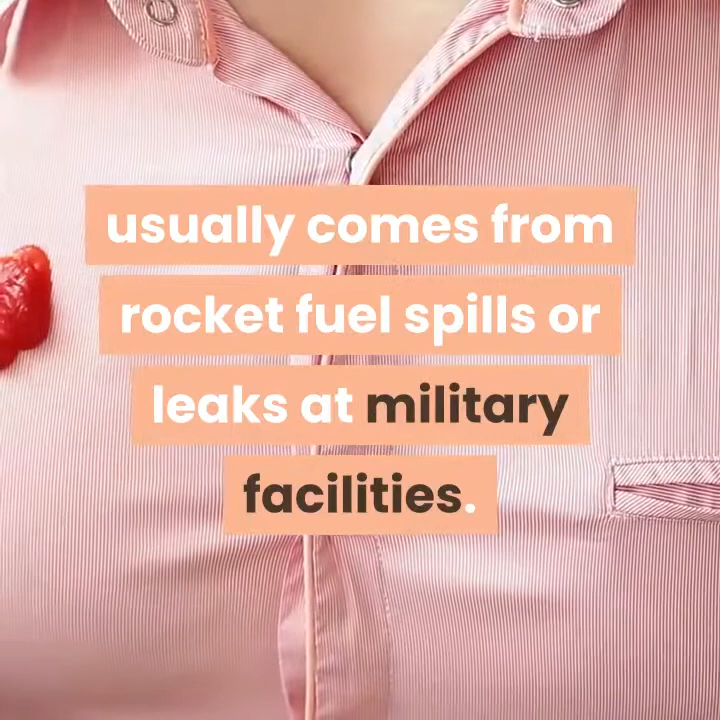 usually comes from
rocket fuel spills or
leaks at military
facilities.